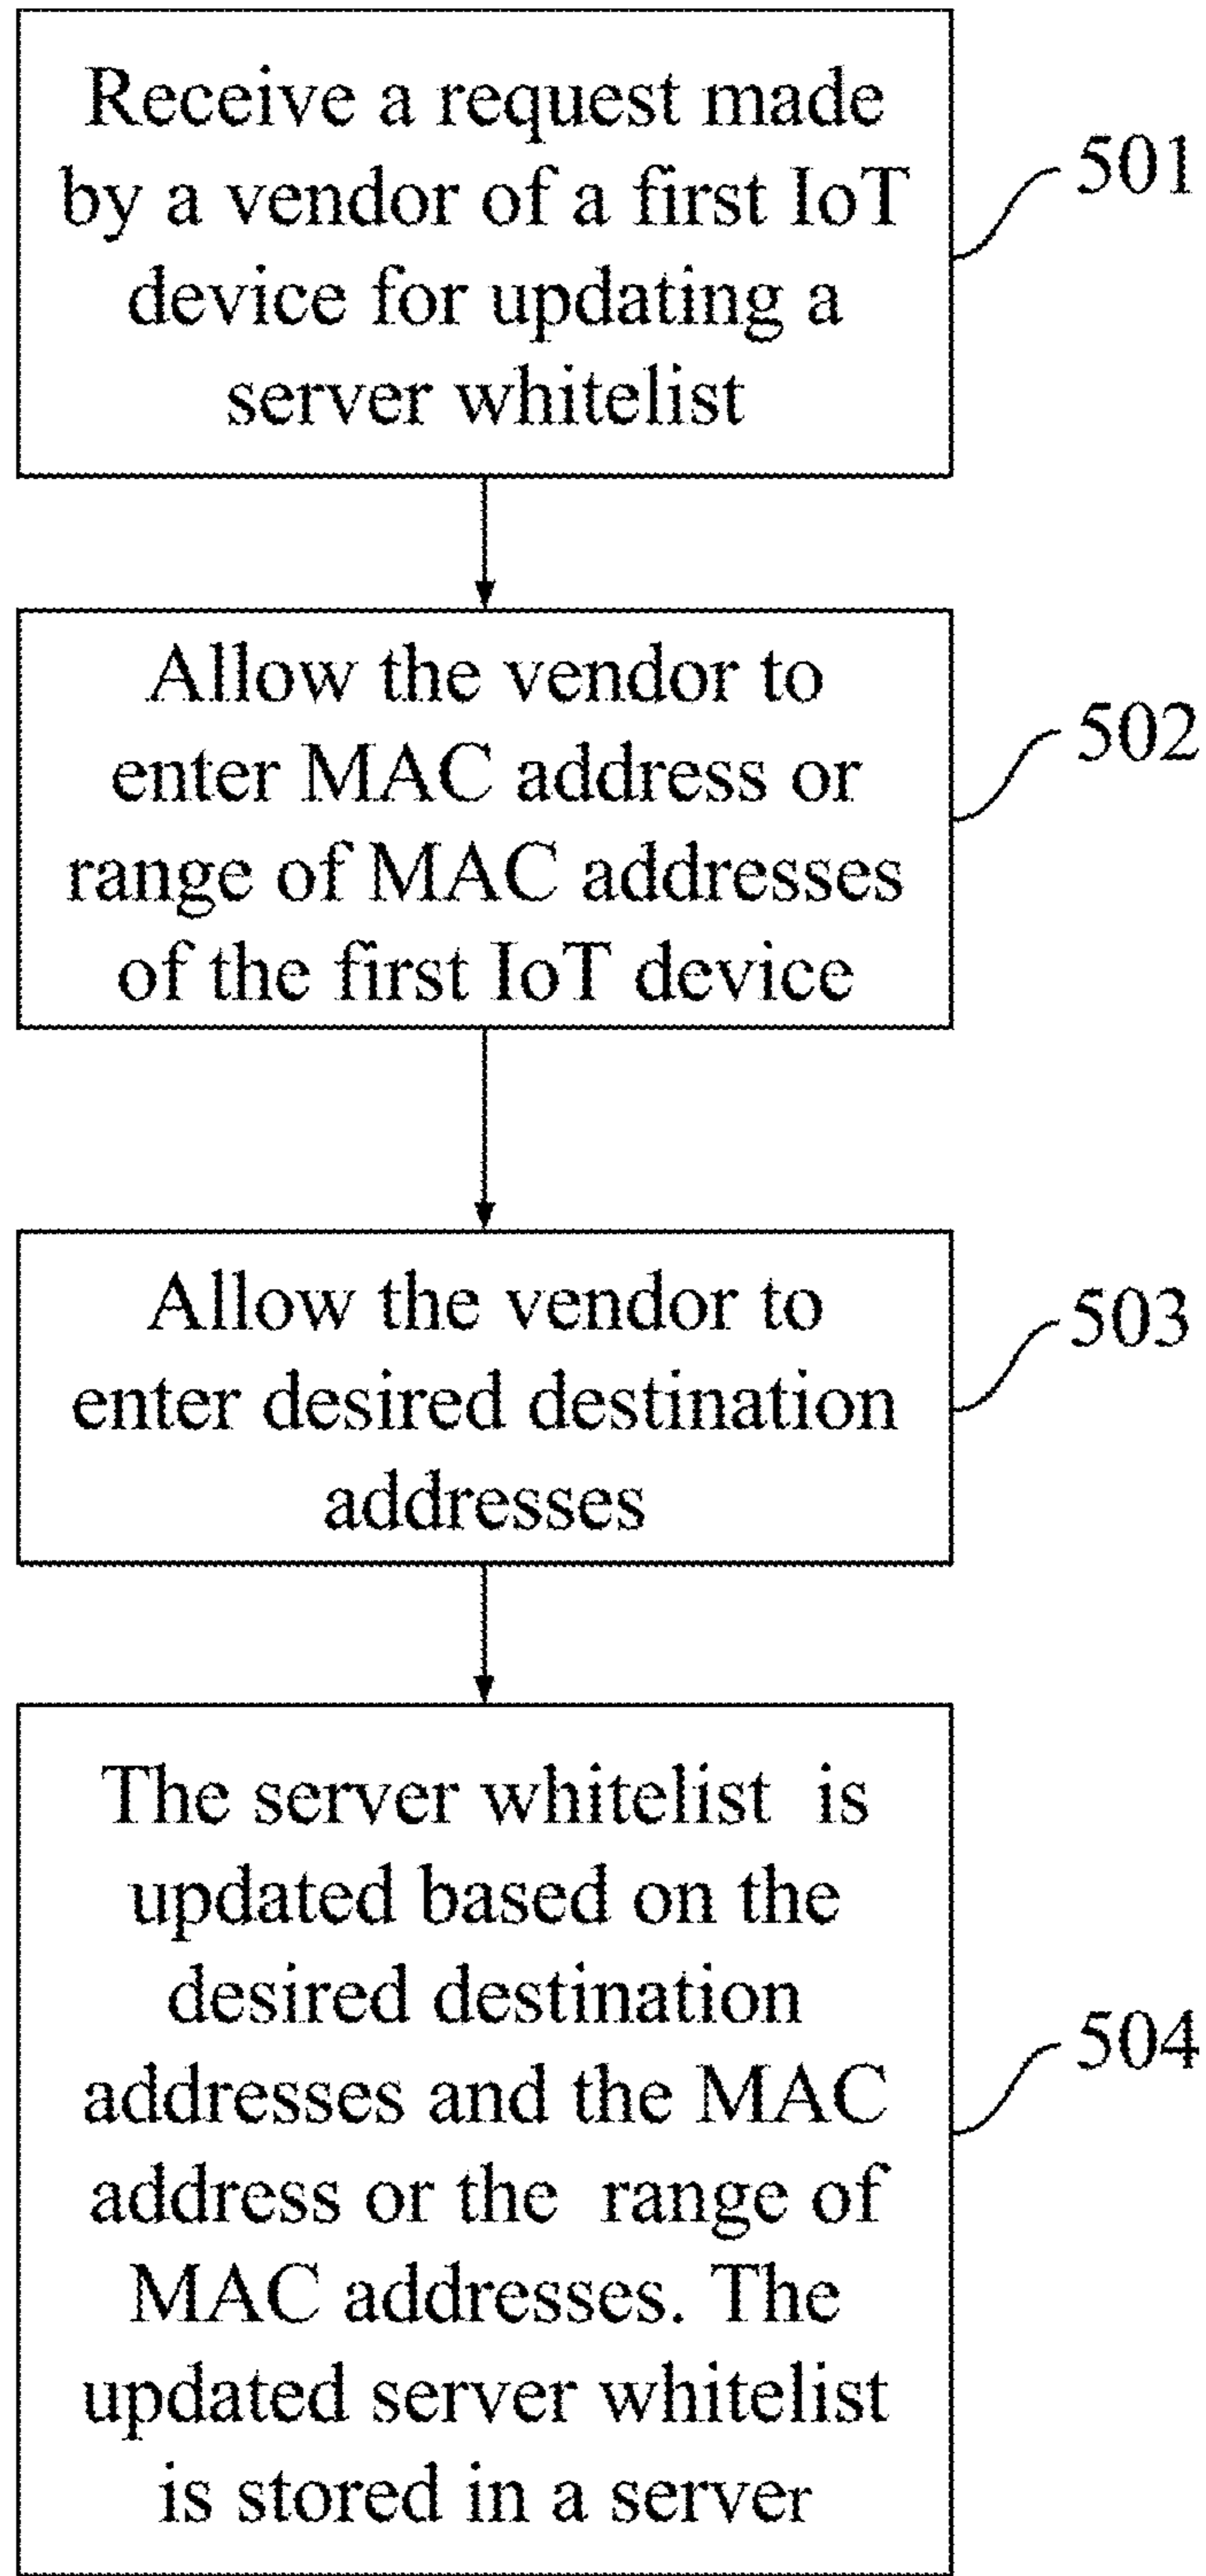 Receive a request made
by a vendor of a first IoT
device for updating a
server whitelist
501
Allow the vendor to
enter MAC address or
range of MAC addresses
of the first IoT device
502
Allow the vendor to
enter desired destination
addresses
503
The server whitelist is
updated based on the
desired destination
addresses and the MAC
address or the range of
MAC addresses. The
updated server whitelist
is stored in a server
504